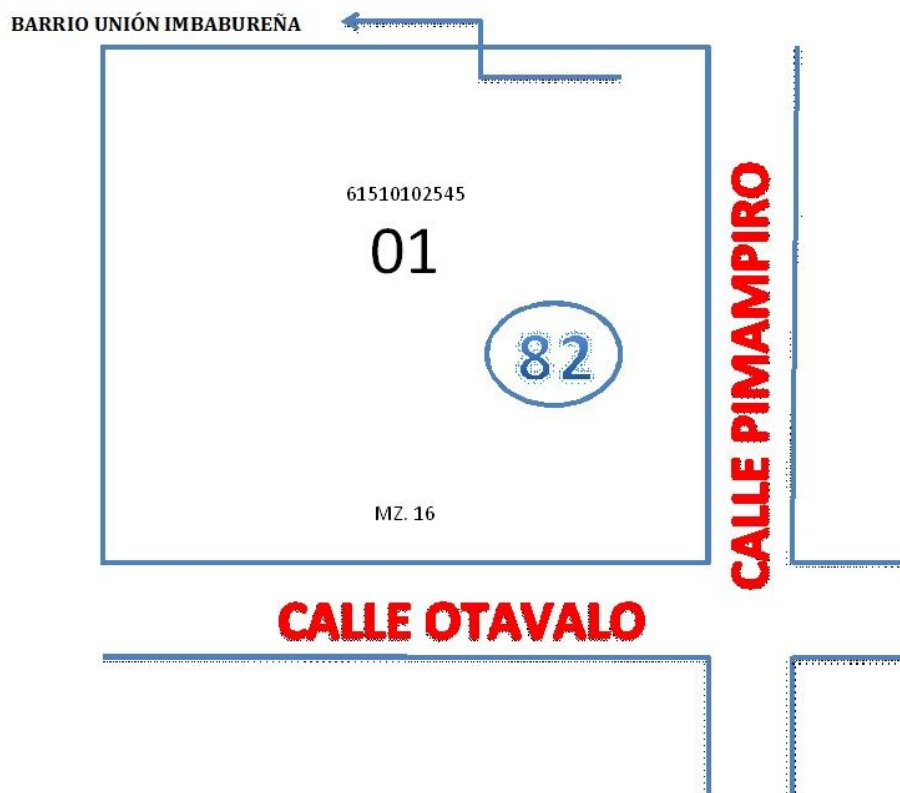 BARRIO UNIÓN IMBABUREÑA
61510102545
01
82
MZ. 16
CALLE PIMAMPIRO
CALLE OTAVALO